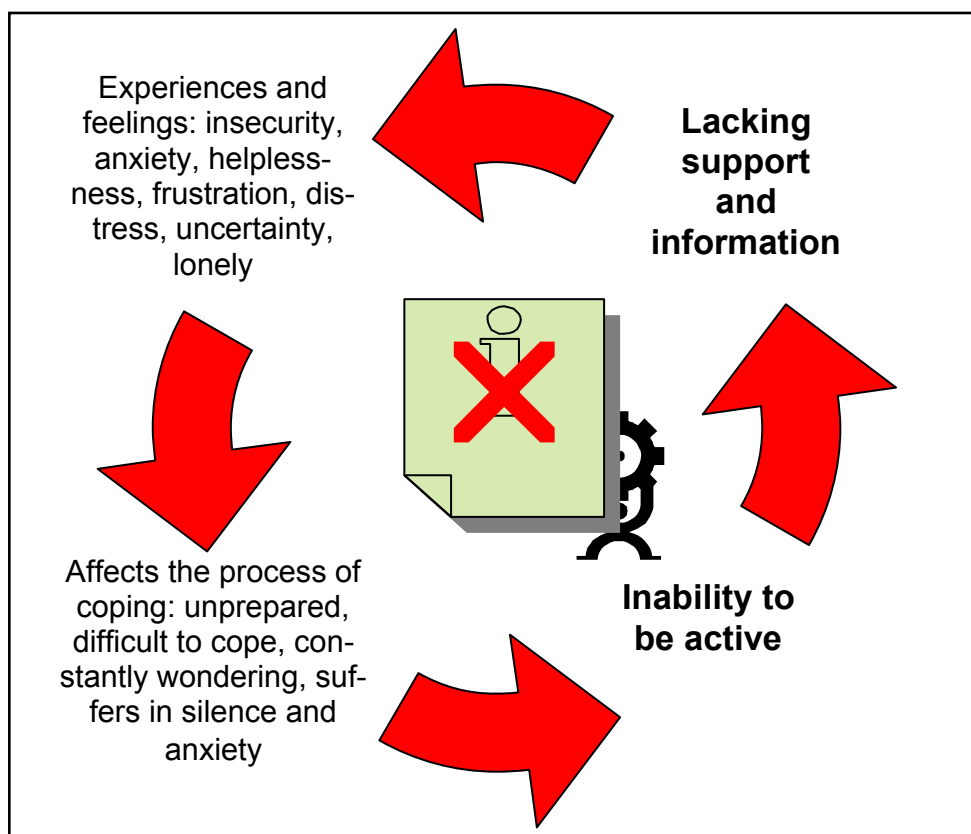 Experiences and
feelings: insecurity,
anxiety, helpless-
ness, frustration, dis-
tress, uncertainty,
lonely
Lacking
support
and
information
i
Affects the process of
coping: unprepared,
difficult to cope, con-
stantly wondering, suf-
fers in silence and
anxiety
Inability to
be active